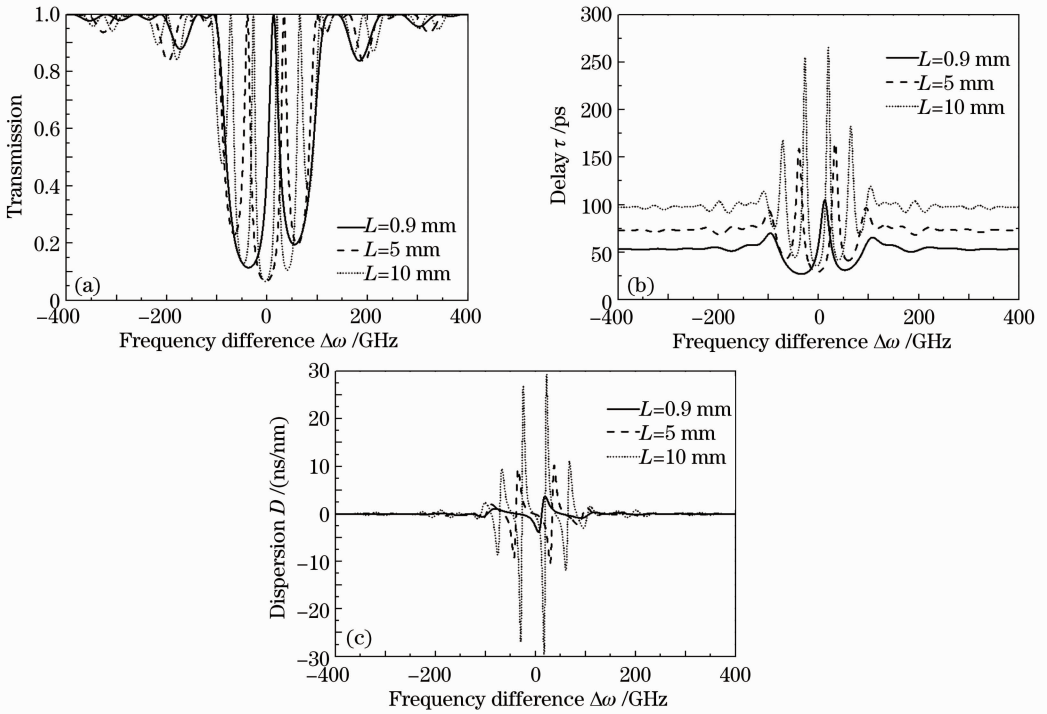 1.0
0.8
0.6
0.4
0.2
0
Transmission
L=0.9 mm
L=5 mm
L=10 mm
(a)
−400 −200 0 200 400
Frequency difference Δω /GHz
300
250
200
150
100
50
0
Delay τ /ps
L=0.9 mm
L=5 mm
L=10 mm
(b)
−400 −200 0 200 400
Frequency difference Δω /GHz
30
20
10
0
−10
−20
−30
Dispersion D /(ns/nm)
L=0.9 mm
L=5 mm
L=10 mm
(c)
−400 −200 0 200 400
Frequency difference Δω /GHz